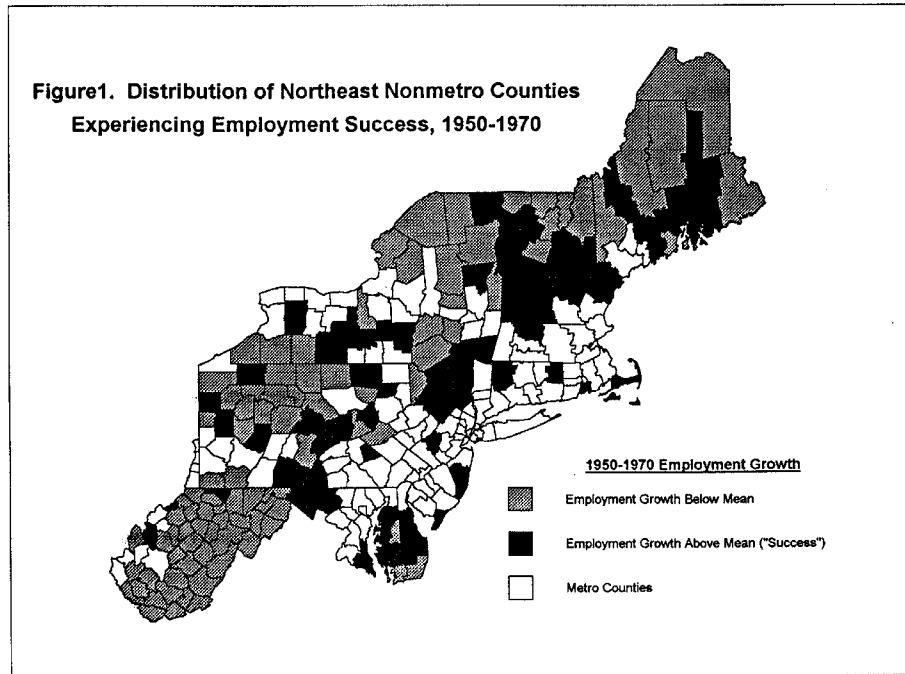 Figure1. Distribution of Northeast Nonmetro Counties
Experiencing Employment Success, 1950-1970
1950-1970 Employment Growth
Employment Growth Below Mean
Employment Growth Above Mean ("Success")
Metro Counties